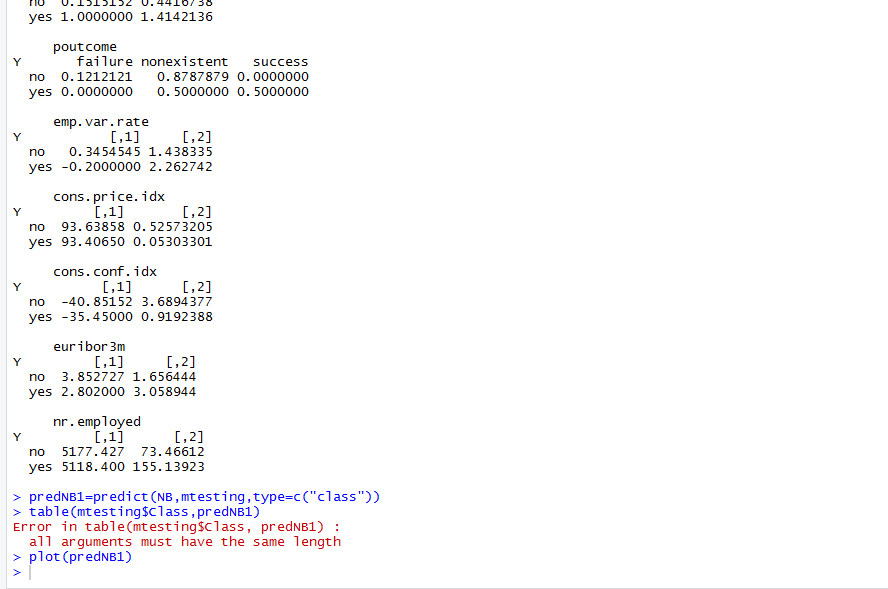 no 0.1515152 0.4416738
yes 1.0000000 1.4142136
poutcome
Y failure nonexistent success
no 0.1212121 0.8787879 0.0000000
yes 0.0000000 0.5000000 0.5000000
emp.var.rate
Y [,1] [,2]
no 0.3454545 1.438335
yes -0.2000000 2.262742
cons.price.idx
Y [,1] [,2]
no 93.63858 0.52573205
yes 93.40650 0.05303301
cons.conf.idx
Y [,1] [,2]
no -40.85152 3.6894377
yes -35.45000 0.9192388
euribor3m
Y [,1] [,2]
no 3.852727 1.656444
yes 2.802000 3.058944
nr.employed
Y [,1] [,2]
no 5177.427 73.46612
yes 5118.400 155.13923
> predNB1=predict(NB,mtesting,type=c("class"))
> table(mtesting$Class,predNB1)
Error in table(mtesting$Class, predNB1) :
all arguments must have the same length
> plot(predNB1)
>